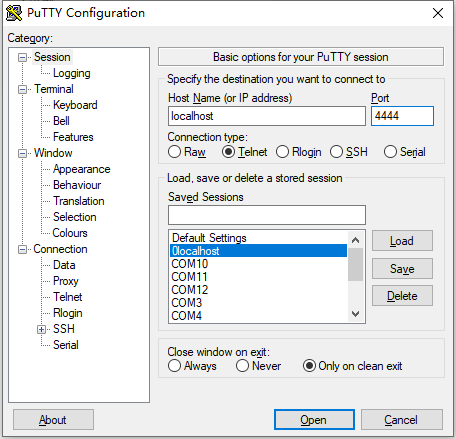 PuTTY Configuration
Category:
Session
Logging
Terminal
Keyboard
Bell
Features
Window
Appearance
Behaviour
Translation
Selection
Colours
Connection
Data
Proxy
Telnet
Rlogin
SSH
Serial
Basic options for your PuTTY session
Specify the destination you want to connect to
Host Name (or IP address) Port
localhost 4444
Connection type:
Raw Telnet Rlogin SSH Serial
Load, save or delete a stored session
Saved Sessions
Default Settings
0localhost
COM10
COM11
COM12
COM3
COM4
Load
Save
Delete
Close window on exit:
Always Never Only on clean exit
About Open Cancel